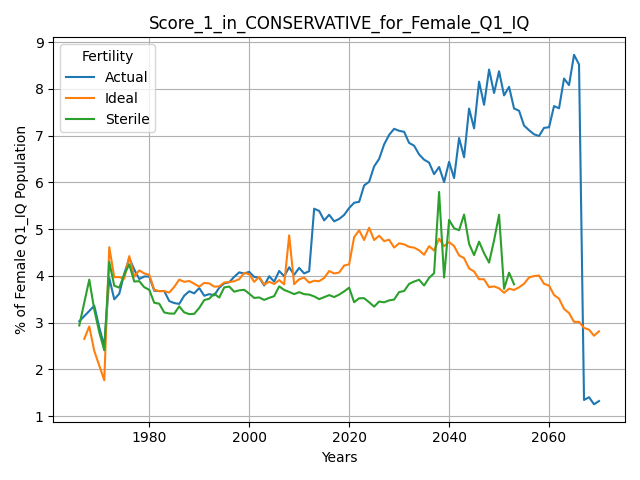 Score_1_in_CONSERVATIVE_for_Female_Q1_IQ
% of Female Q1_IQ Population
9
8
7
6
5
4
3
2
1
Fertility
Actual
Ideal
Sterile
1980
2000
2020
2040
2060
Years